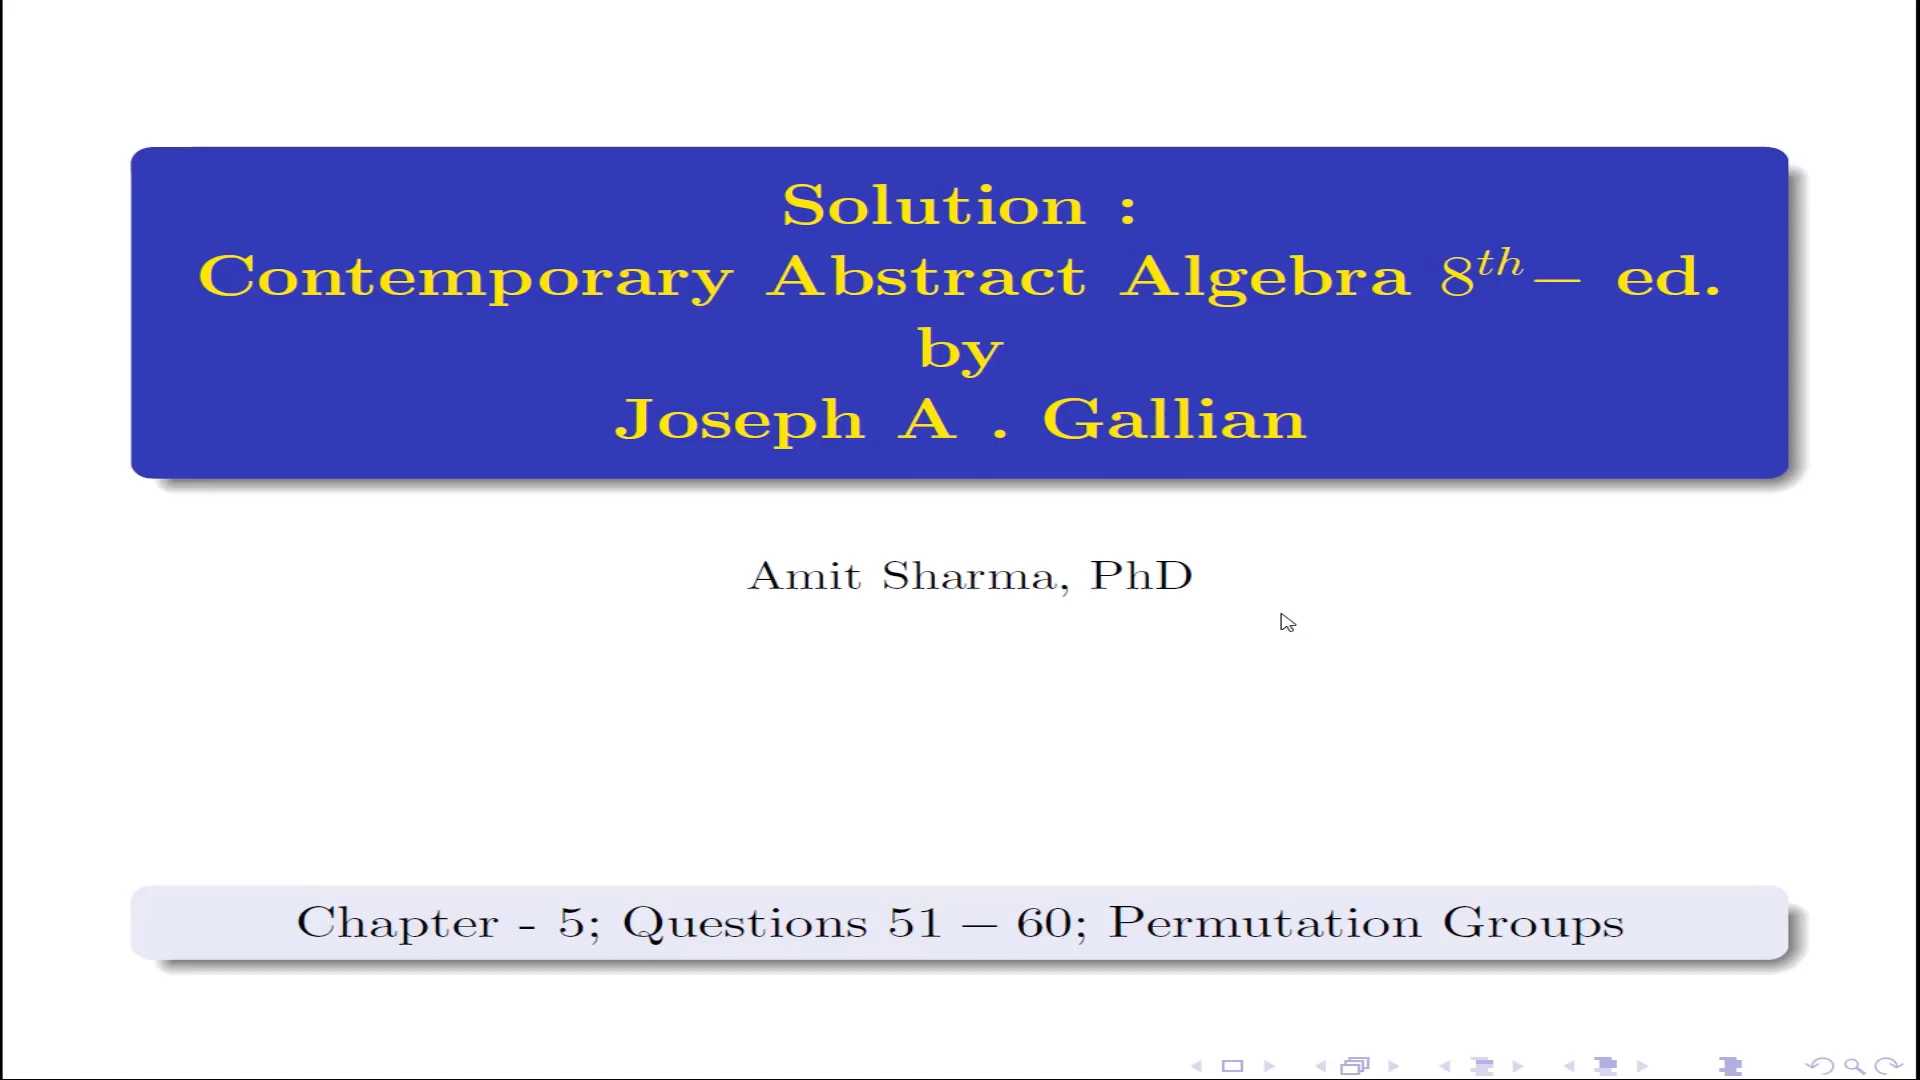 Solution :
Contemporary Abstract Algebra 8th− ed.
by
Joseph A . Gallian
Amit Sharma, PhD
Chapter - 5; Questions 51 − 60; Permutation Groups